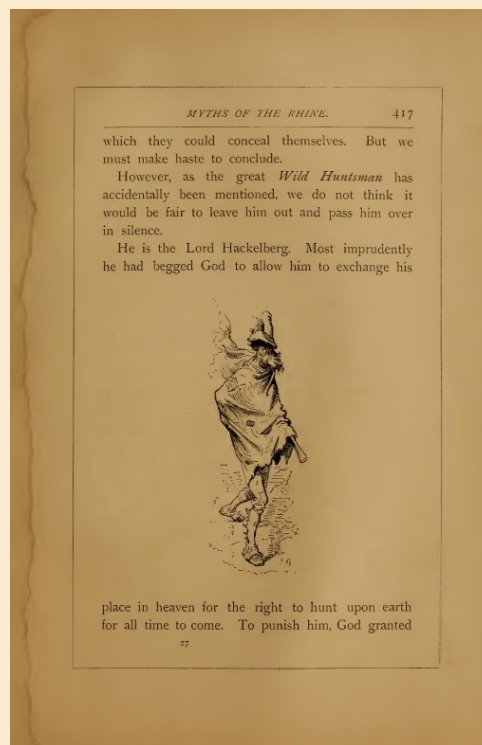 MYTHS OF THE RHINE. 417
which they could conceal themselves. But we
must make haste to conclude.
However, as the great Wild Huntsman has
accidentally been mentioned, we do not think it
would be fair to leave him out and pass him over
in silence.
He is the Lord Hackelberg. Most imprudently
he had begged God to allow him to exchange his
place in heaven for the right to hunt upon earth
for all time to come. To punish him, God granted
27